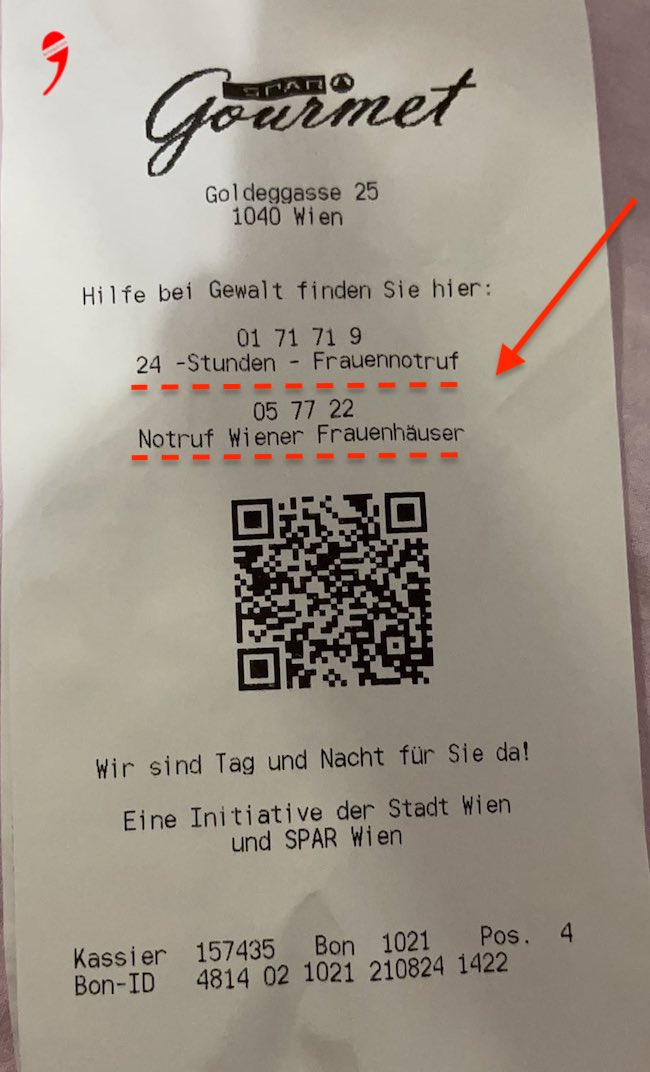 SPAR
Gourmet
Goldeggasse 25
1040 Wien
Hilfe bei Gewalt finden Sie hier:
01 71 71 9
24 -Stunden - Frauennotruf
05 77 22
Notruf Wiener Frauenhäuser
Wir sind Tag und Nacht für Sie da!
Eine Initiative der Stadt Wien
und SPAR Wien
Kassier 157435 Bon 1021 Pos. 4
Bon-ID 4814 02 1021 210824 1422